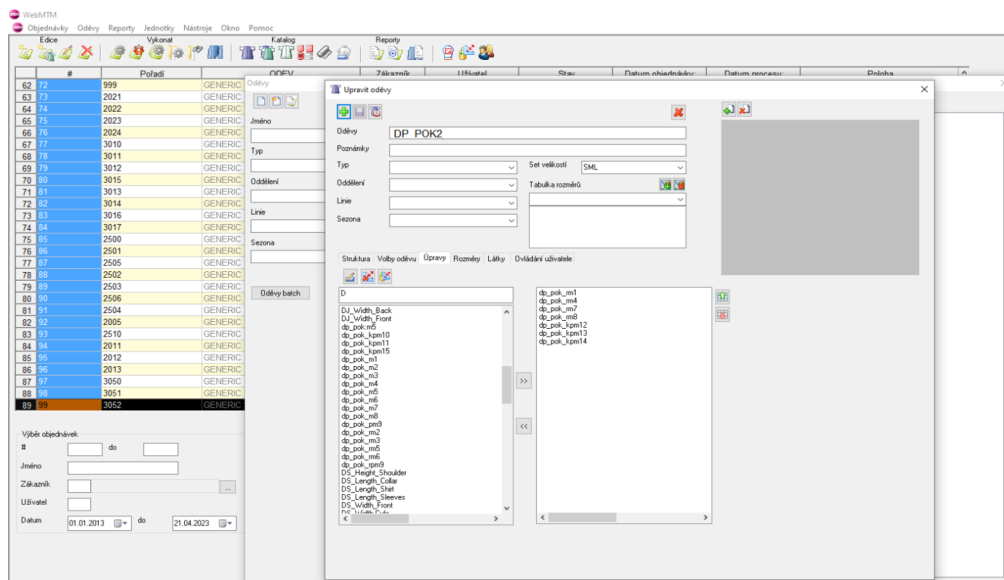 WebMTM
Objednávky Oděvy Reporty Jednotky Nástroje Okno Pomoc
Edice Vykonat Katalog Reporty
# Pořadí ODEV Zákazník Uživatel Stav Datum objednávky: Datum procesu: Poloha
62 72 999 GENERIC
63 73 2021 GENERIC
64 74 2022 GENERIC
65 75 2023 GENERIC
66 76 2024 GENERIC
67 77 3010 GENERIC
68 78 3011 GENERIC
69 79 3012 GENERIC
70 80 3015 GENERIC
71 81 3013 GENERIC
72 82 3014 GENERIC
73 83 3016 GENERIC
74 84 3017 GENERIC
75 85 2500 GENERIC
76 86 2501 GENERIC
77 87 2505 GENERIC
78 88 2502 GENERIC
79 89 2503 GENERIC
80 90 2506 GENERIC
81 91 2504 GENERIC
82 92 2005 GENERIC
83 93 2510 GENERIC
84 94 2011 GENERIC
85 95 2012 GENERIC
86 96 2013 GENERIC
87 97 3050 GENERIC
88 98 3051 GENERIC
89 99 3052 GENERIC
Výběr objednávek
# do
Jméno
Zákazník ...
Uživatel
Datum 01.01.2013 do 21.04.2023
Oděvy
Jméno
Typ
Oddělení
Linie
Sezona
Oděvy batch
Upravit oděvy
Oděvy DP_POK2
Poznámky
Typ Set velikostí SML
Oddělení Tabulka rozměrů
Linie
Sezona
Struktura Volby oděvu Úpravy Rozměry Látky Ovládání uživatele
D
DJ_Width_Back
DJ_Width_Front
dp_pok:m5
dp_pok_kpm10
dp_pok_kpm11
dp_pok_kpm15
dp_pok_m1
dp_pok_m2
dp_pok_m3
dp_pok_m4
dp_pok_m5
dp_pok_m6
dp_pok_m7
dp_pok_m8
dp_pok_pm9
dp_pok_rm2
dp_pok_rm3
dp_pok_rm5
dp_pok_rm6
dp_pok_rpm9
DS_Height_Shoulder
DS_Length_Collar
DS_Length_Shirt
DS_Length_Sleeves
DS_Width_Front
>>
<<
dp_pok_rm1
dp_pok_rm4
dp_pok_rm7
dp_pok_rm8
dp_pok_kpm12
dp_pok_kpm13
dp_pok_kpm14